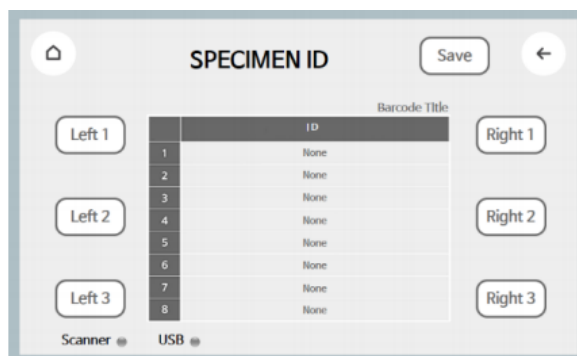 SPECIMEN ID
Save
Barcode TItle
Left 1
Left 2
Left 3
ID
1 None
2 None
3 None
4 None
5 None
6 None
7 None
8 None
Right 1
Right 2
Right 3
Scanner
USB